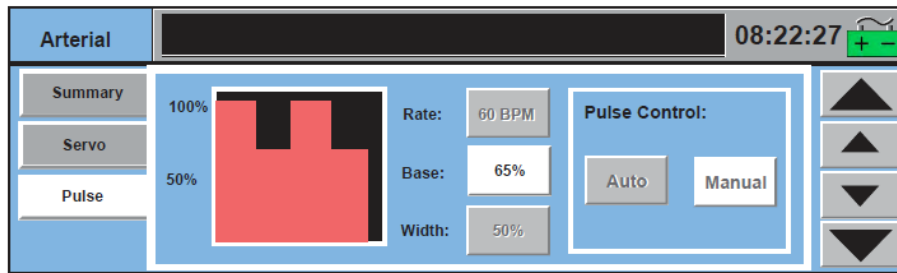 Arterial
08:22:27
+ −
Summary
Servo
Pulse
100%
50%
Rate: 60 BPM
Base: 65%
Width: 50%
Pulse Control:
Auto Manual